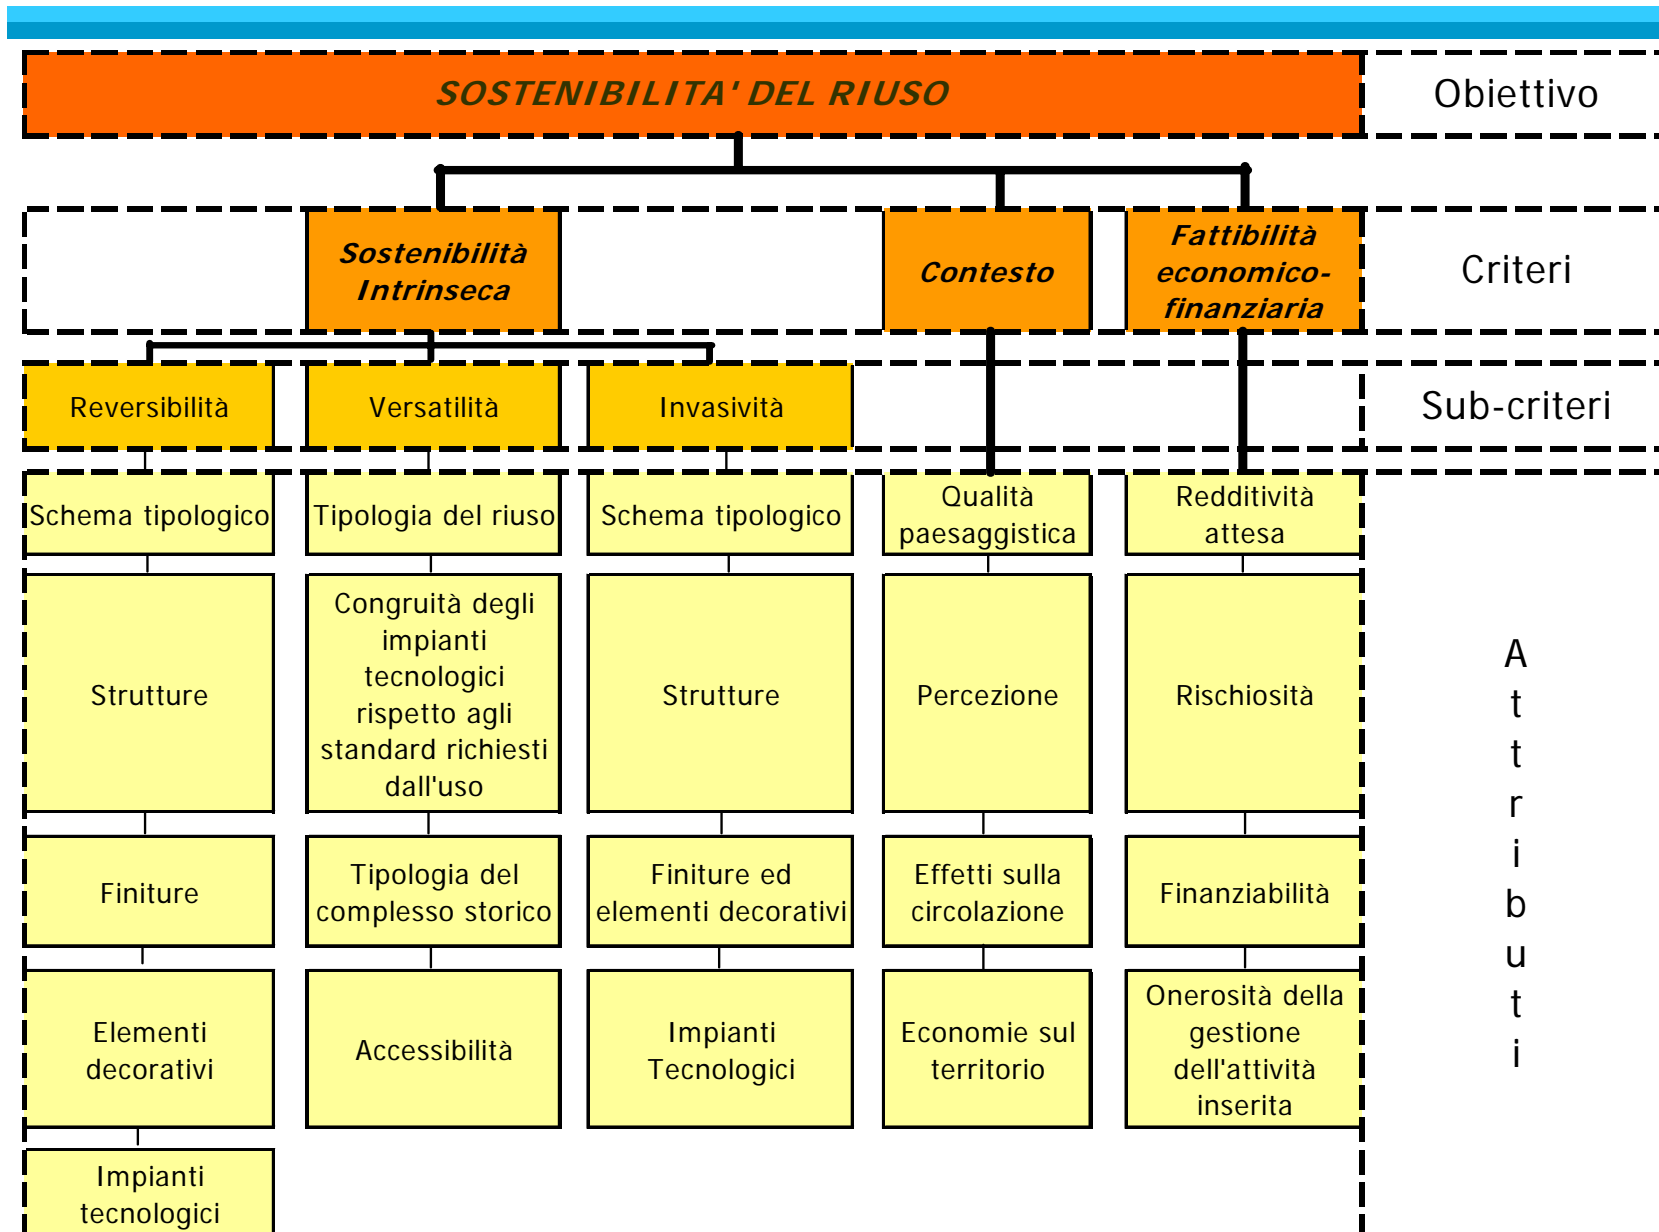 SOSTENIBILITA' DEL RIUSO
Obiettivo
Sostenibilità
Intrinseca
Contesto
Fattibilità
economico-
finanziaria
Criteri
Reversibilità
Versatilità
Invasività
Sub-criteri
Schema tipologico
Tipologia del riuso
Schema tipologico
Qualità
paesaggistica
Redditività
attesa
Strutture
Congruità degli
impianti
tecnologici
rispetto agli
standard richiesti
dall'uso
Strutture
Percezione
Rischiosità
Finiture
Tipologia del
complesso storico
Finiture ed
elementi decorativi
Effetti sulla
circolazione
Finanziabilità
Elementi
decorativi
Accessibilità
Impianti
Tecnologici
Economie sul
territorio
Onerosità della
gestione
dell'attività
inserita
Impianti
tecnologici
A
t
t
r
i
b
u
t
i